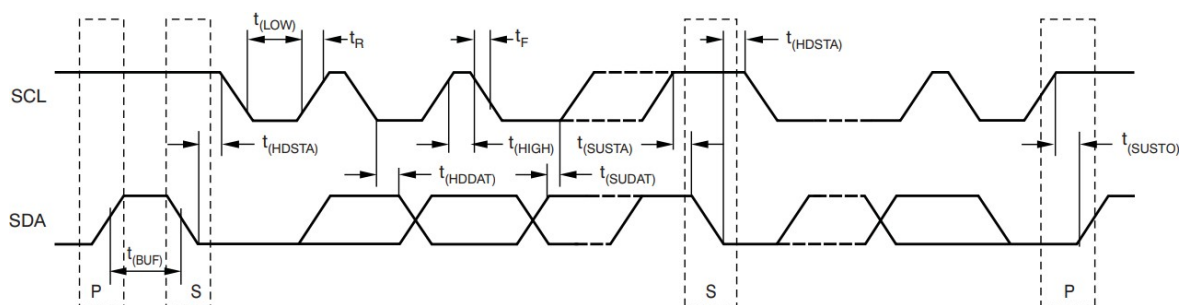 t(LOW)
tR
tF
t(HDSTA)
SCL
t(HDSTA)
t(HIGH)
t(SUSTA)
t(SUSTO)
t(HDDAT)
t(SUDAT)
SDA
t(BUF)
P
S
S
P